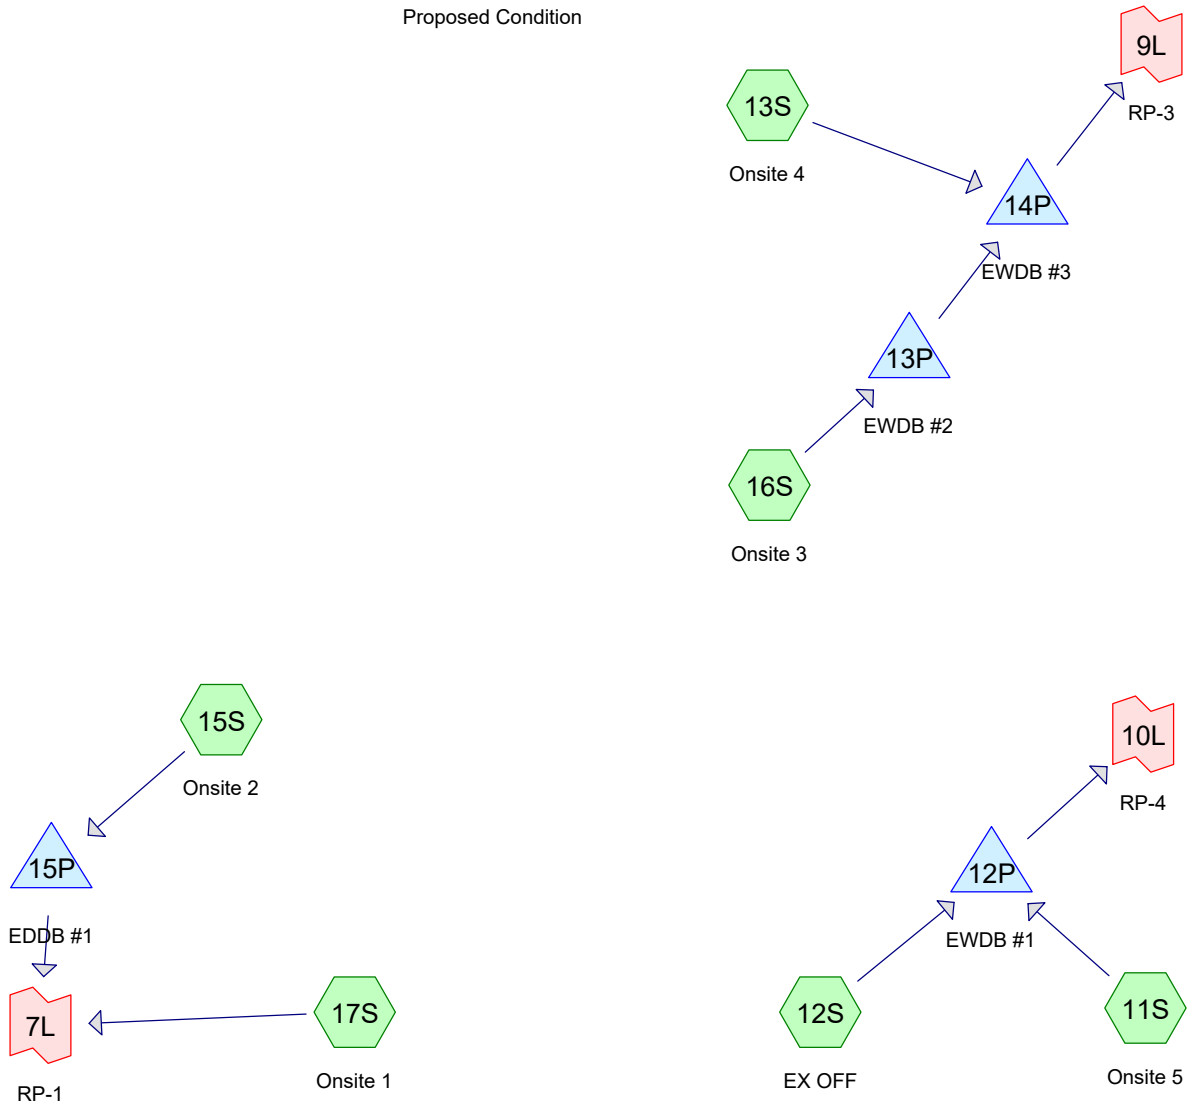 Proposed Condition
9L
RP-3
13S
Onsite 4
14P
EWDB #3
13P
EWDB #2
16S
Onsite 3
15S
Onsite 2
10L
RP-4
15P
EDDB #1
12P
EWDB #1
7L
RP-1
17S
Onsite 1
12S
EX OFF
11S
Onsite 5